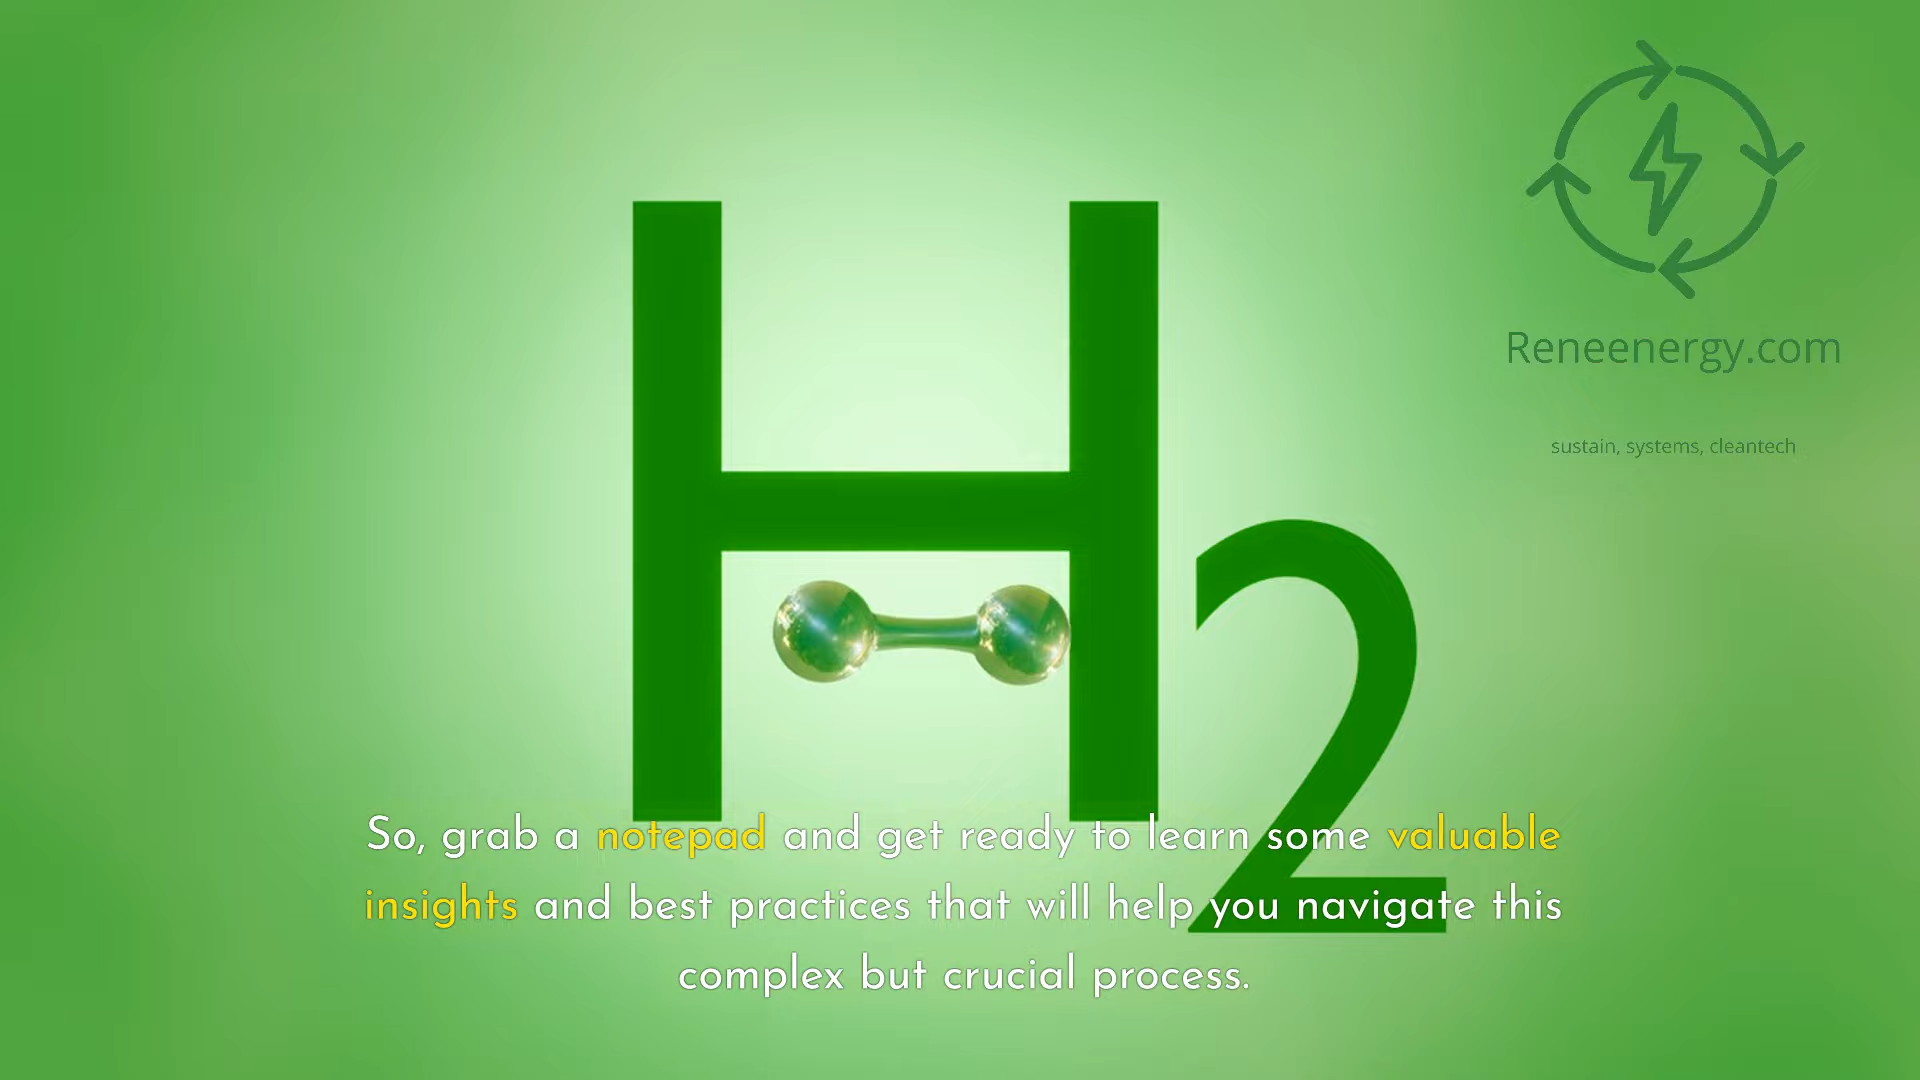 H2
Reneenergy.com
sustain, systems, cleantech
So, grab a notepad and get ready to learn some valuable
insights and best practices that will help you navigate this
complex but crucial process.